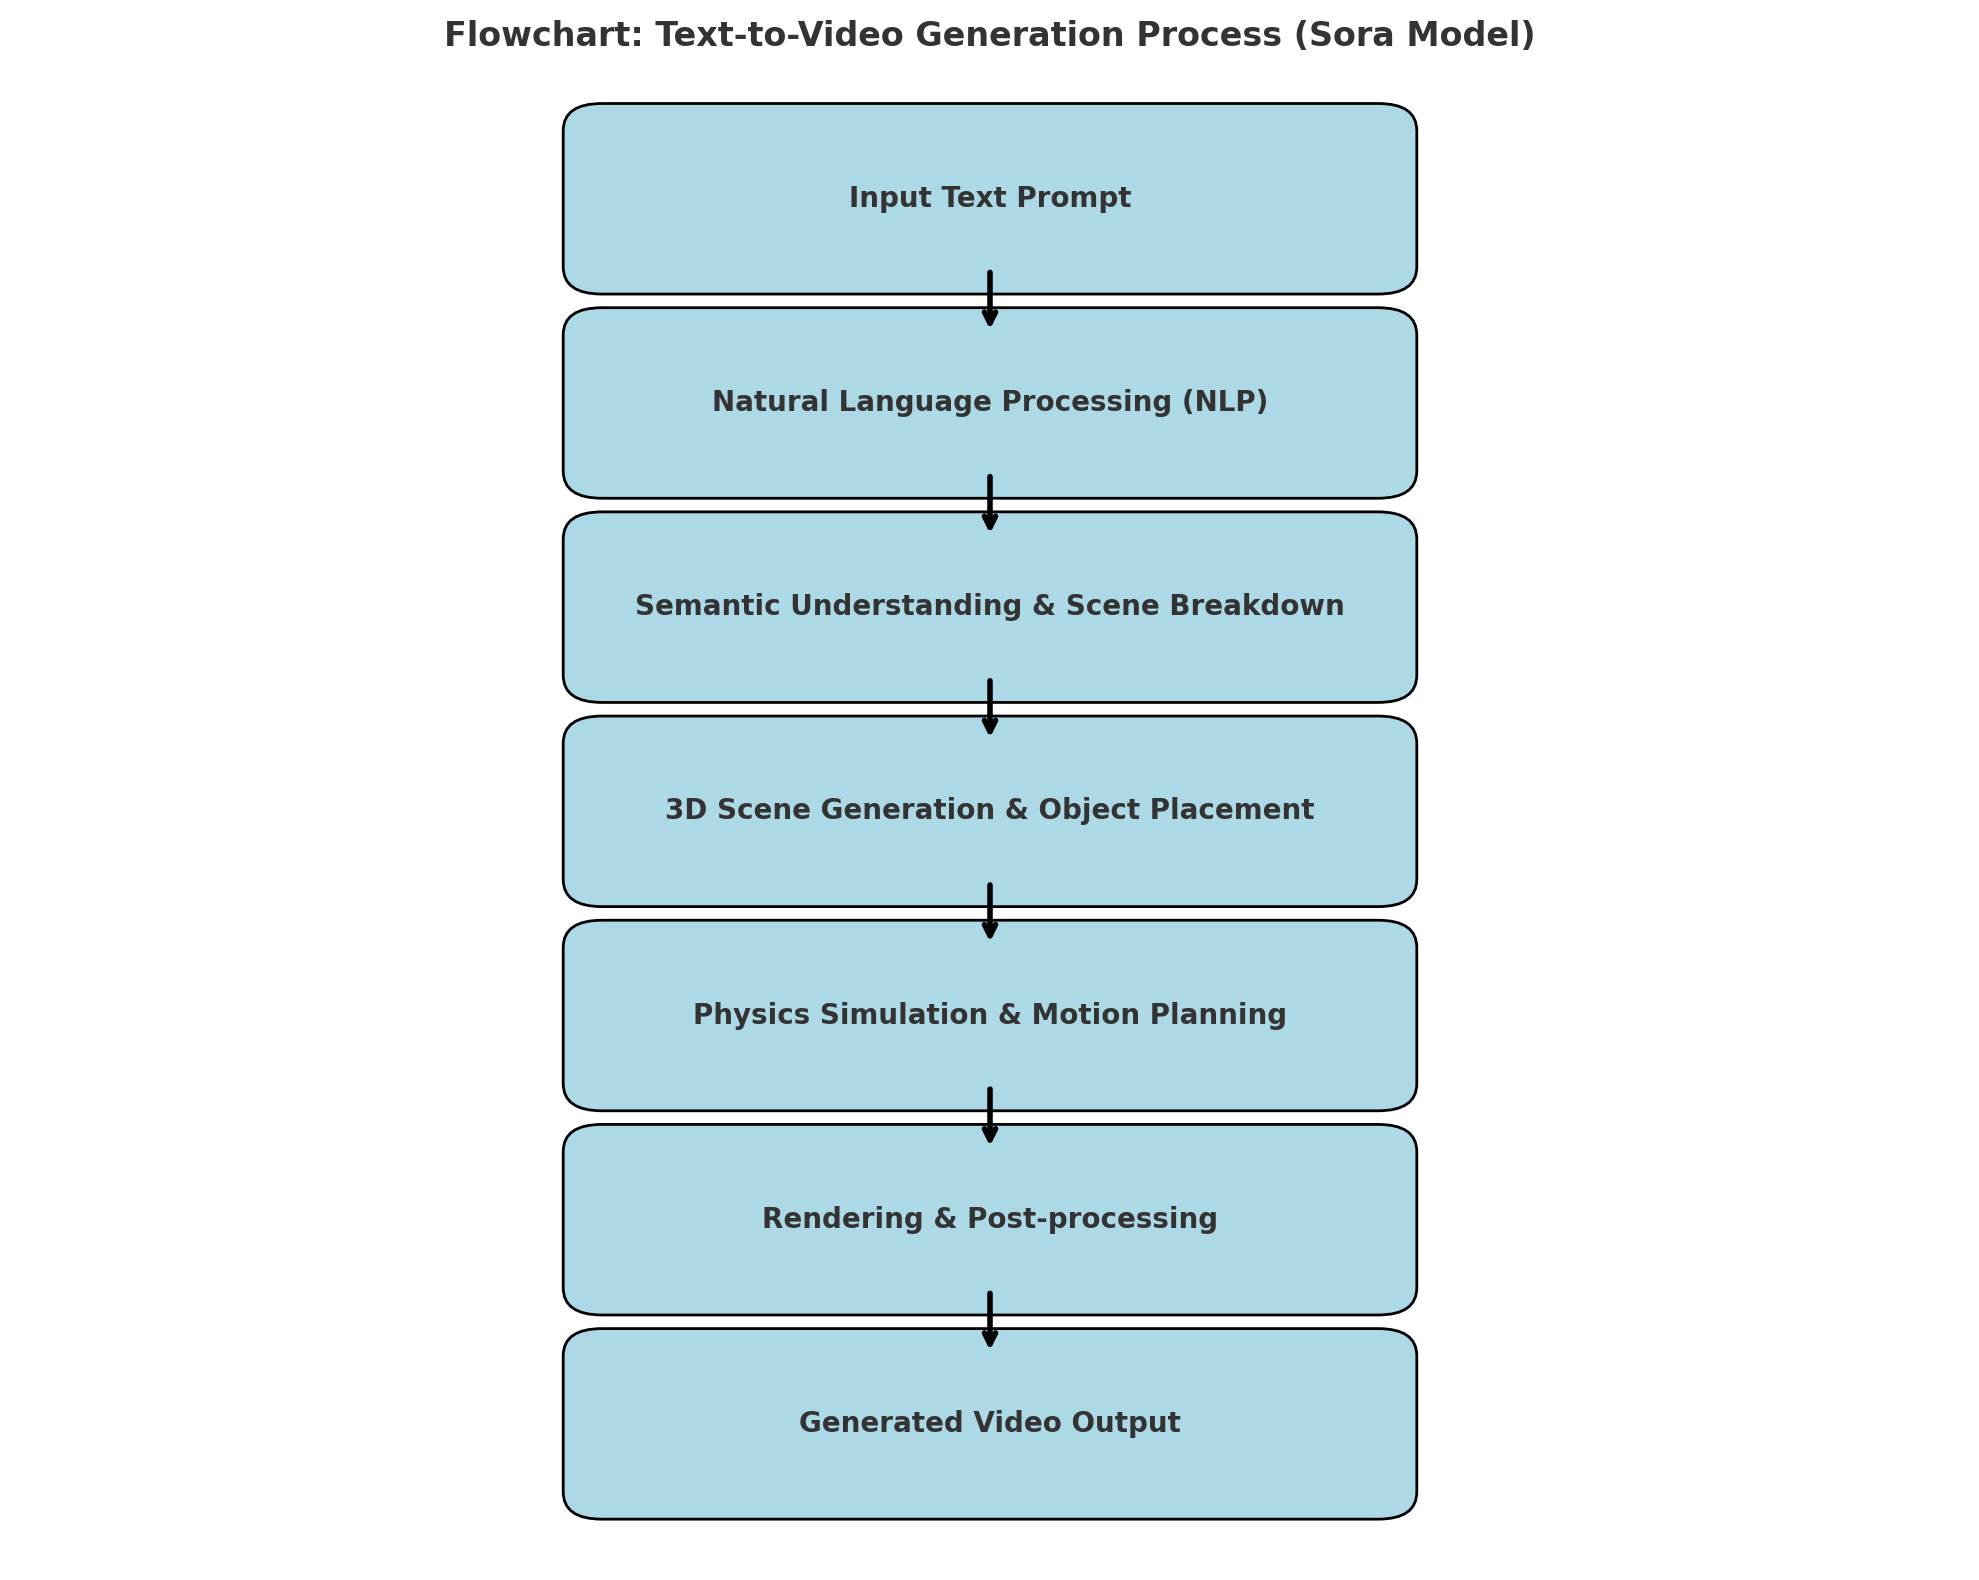 Flowchart: Text-to-Video Generation Process (Sora Model)
Input Text Prompt
Natural Language Processing (NLP)
Semantic Understanding & Scene Breakdown
3D Scene Generation & Object Placement
Physics Simulation & Motion Planning
Rendering & Post-processing
Generated Video Output